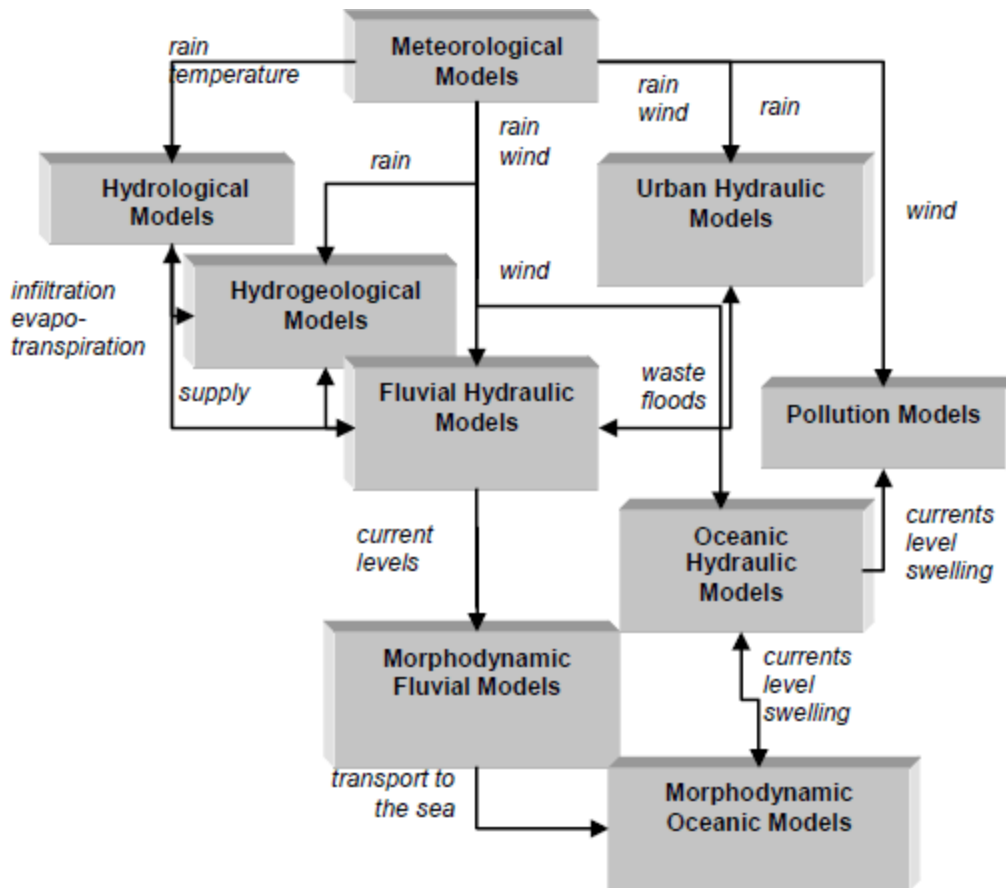 Meteorological
Models
rain
temperature
rain
wind
rain
rain
wind
rain
Hydrological
Models
Urban Hydraulic
Models
wind
infiltration
evapo-
transpiration
Hydrogeological
Models
wind
supply
Fluvial Hydraulic
Models
waste
floods
Pollution Models
current
levels
Oceanic
Hydraulic
Models
currents
level
swelling
Morphodynamic
Fluvial Models
currents
level
swelling
transport to
the sea
Morphodynamic
Oceanic Models